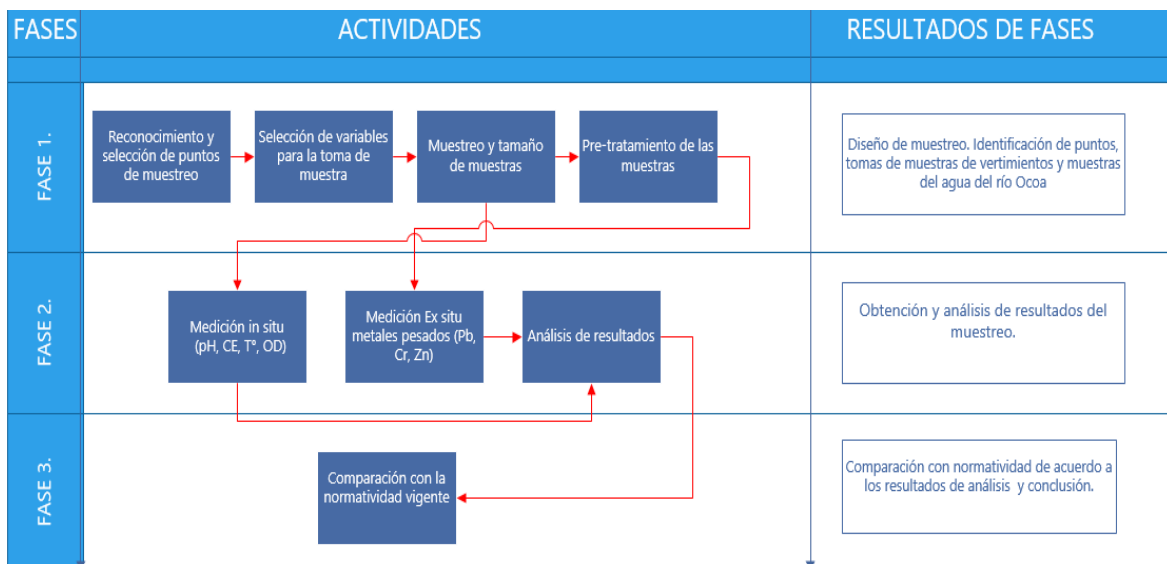 FASES
ACTIVIDADES
RESULTADOS DE FASES
FASE 1.
Reconocimiento y
selección de puntos
de muestreo
Selección de variables
para la toma de
muestra
Muestreo y tamaño
de muestras
Pre-tratamiento de las
muestras
Diseño de muestreo. Identificación de puntos,
tomas de muestras de vertimientos y muestras
del agua del río Ocoa
FASE 2.
Medición in situ
(pH, CE, T°, OD)
Medición Ex situ
metales pesados (Pb,
Cr, Zn)
Análisis de resultados
Obtención y análisis de resultados del
muestreo.
FASE 3.
Comparación con la
normatividad vigente
Comparación con normatividad de acuerdo a
los resultados de análisis y conclusión.